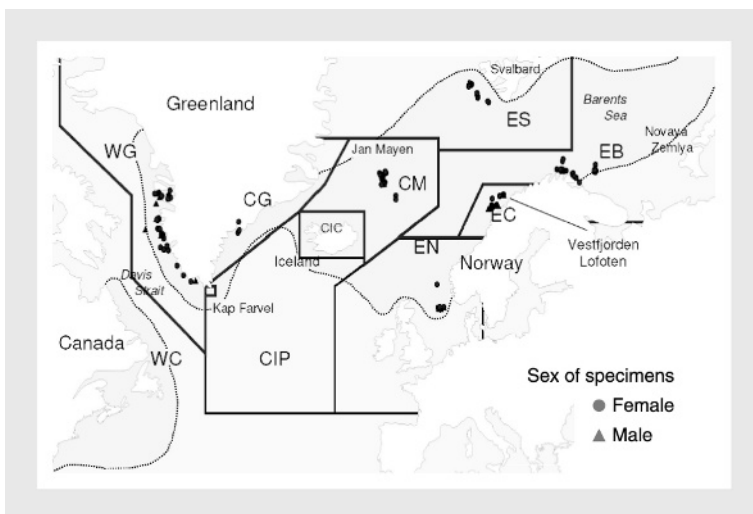 Svalbard
Greenland
Barents
Sea
ES
Novaya
Zemlya
WG
Jan Mayen
EB
CG
CM
CIC
EC
EN
Vestfjorden
Lofoten
Iceland
Norway
Davis
Strait
Kap Farvel
Canada
WC
CIP
Sex of specimens
Female
Male